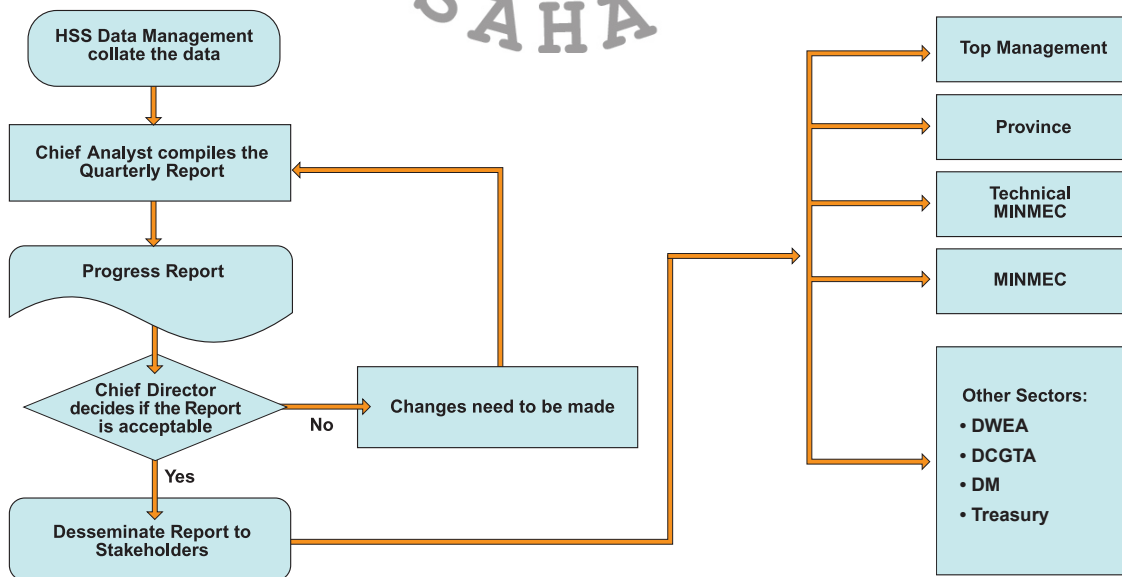 SAHA
HSS Data Management
collate the data
Chief Analyst compiles the
Quarterly Report
Progress Report
Chief Director
decides if the Report
is acceptable
No
Changes need to be made
Yes
Desseminate Report to
Stakeholders
Top Management
Province
Technical
MINMEC
MINMEC
Other Sectors:
• DWEA
• DCGTA
• DM
• Treasury